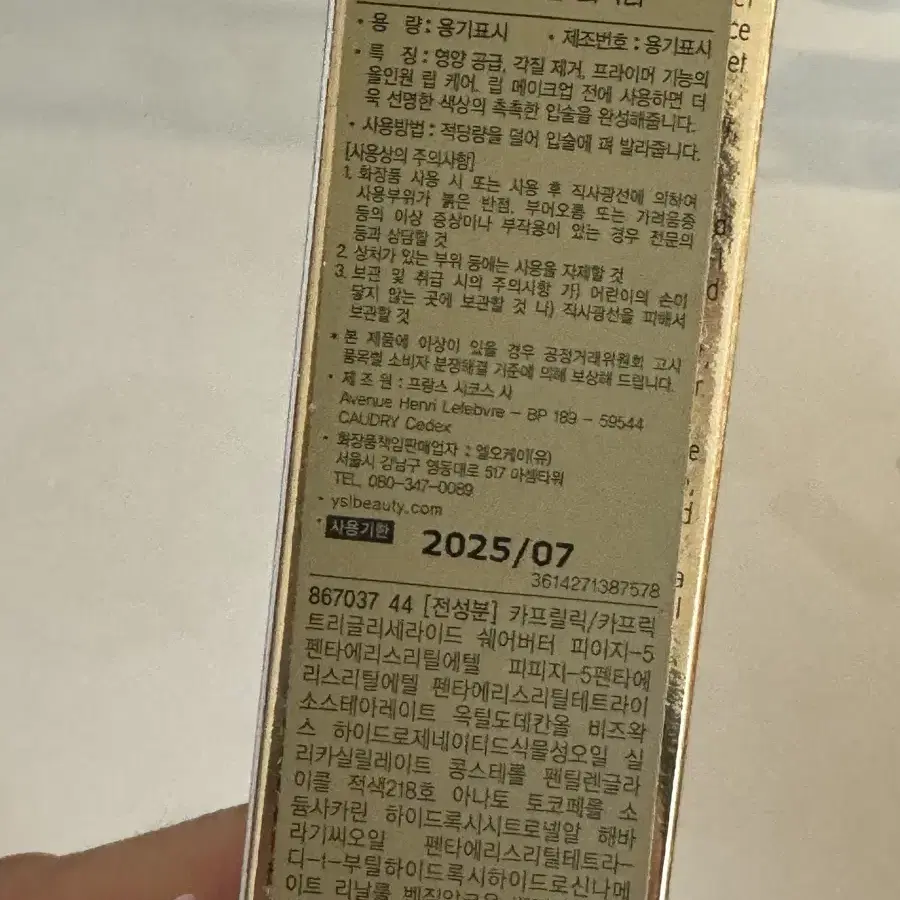 • 용 량 : 용기표시 • 제조번호 : 용기표시
• 특 징 : 영양 공급, 각질 제거, 프라이머 기능의
올인원 립 케어. 립 메이크업 전에 사용하면 더
욱 선명한 색상의 촉촉한 입술을 완성해줍니다.
• 사용방법 : 적당량을 덜어 입술에 펴 발라줍니다.
[사용상의 주의사항]
1. 화장품 사용 시 또는 사용 후 직사광선에 의하여
사용부위가 붉은 반점, 부어오름 또는 가려움증
등의 이상 증상이나 부작용이 있는 경우 전문의
등과 상담할 것
2. 상처가 있는 부위 등에는 사용을 자제할 것
3. 보관 및 취급 시의 주의사항 가) 어린이의 손이
닿지 않는 곳에 보관할 것 나) 직사광선을 피해서
보관할 것
* 본 제품에 이상이 있을 경우 공정거래위원회 고시
품목별 소비자 분쟁해결 기준에 의해 보상해 드립니다.
• 제 조 원 : 프랑스 시코스 사
Avenue Henri Lefebvre – BP 189 – 59544
CAUDRY Cedex
• 화장품책임판매업자 : 엘오케이(유)
서울시 강남구 영동대로 517 아셈타워
TEL. 080-347-0089
• yslbeauty.com
• 사용기한 2025/07
3614271387578
867037 44 [전성분] 카프릴릭/카프릭
트리글리세라이드 쉐어버터 피이지-5
펜타에리스리틸에텔 피피지-5펜타에
리스리틸에텔 펜타에리스리틸테트라이
소스테아레이트 옥틸도데칸올 비즈왁
스 하이드로제네이티드식물성오일 실
리카실릴레이트 콩스테롤 펜틸렌글라
이콜 적색218호 아나토 토코페롤 소
듐사카린 하이드록시시트로넬알 해바
라기씨오일 펜타에리스리틸테트라-
디-t-부틸하이드록시하이드로신나메
이트 리날룰